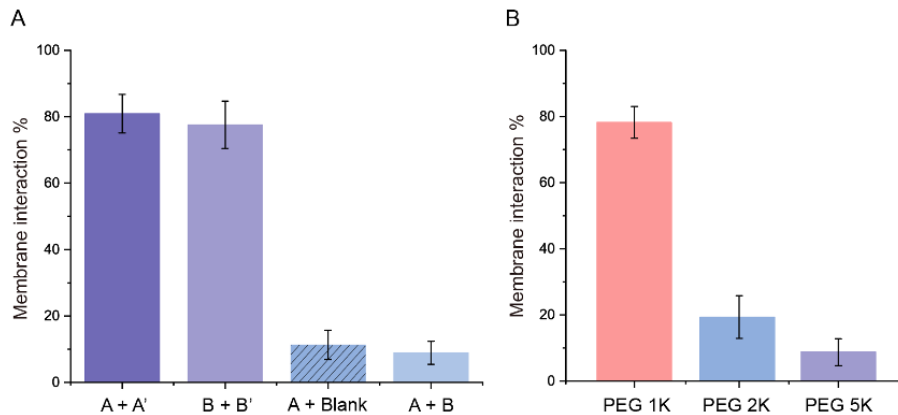 A
Membrane interaction %
100
80
60
40
20
0
A + A'
B + B'
A + Blank
A + B
B
Membrane interaction %
100
80
60
40
20
0
PEG 1K
PEG 2K
PEG 5K